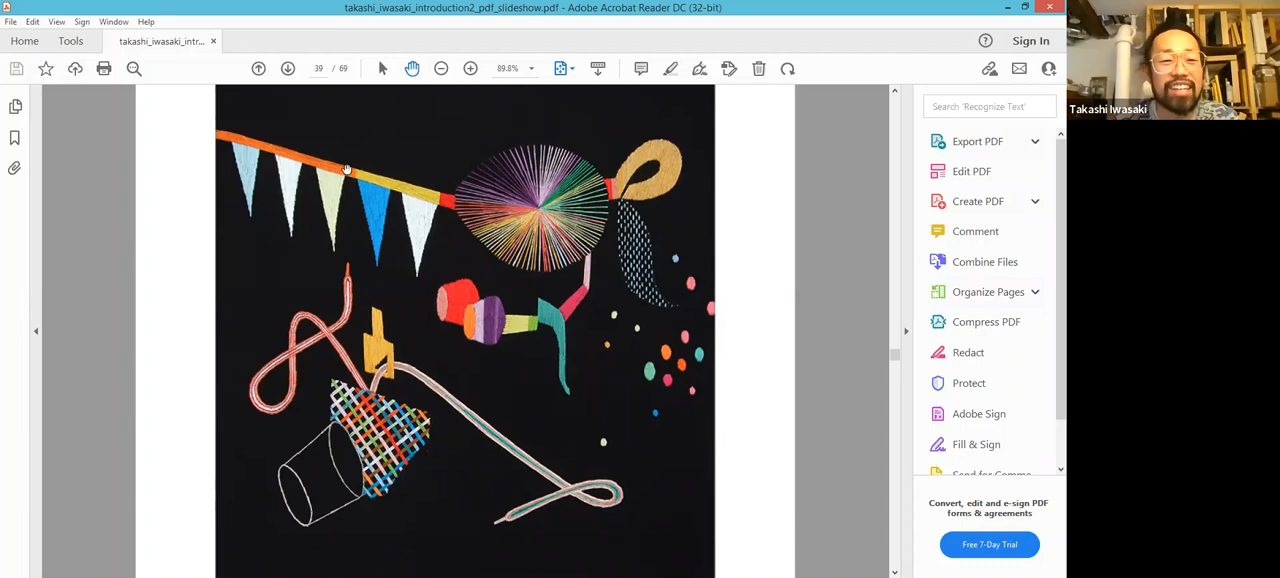 takashi_iwasaki_introduction2_pdf_slideshow.pdf - Adobe Acrobat Reader DC (32-bit)
File Edit View Sign Window Help
Home Tools takashi_iwasaki_intr... × Sign In
39 / 69 89.8%
Takashi Iwasaki
Search 'Recognize Text'
Export PDF
Edit PDF
Create PDF
Comment
Combine Files
Organize Pages
Compress PDF
Redact
Protect
Adobe Sign
Fill & Sign
Send for Comme
Convert, edit and e-sign PDF
forms & agreements
Free 7-Day Trial